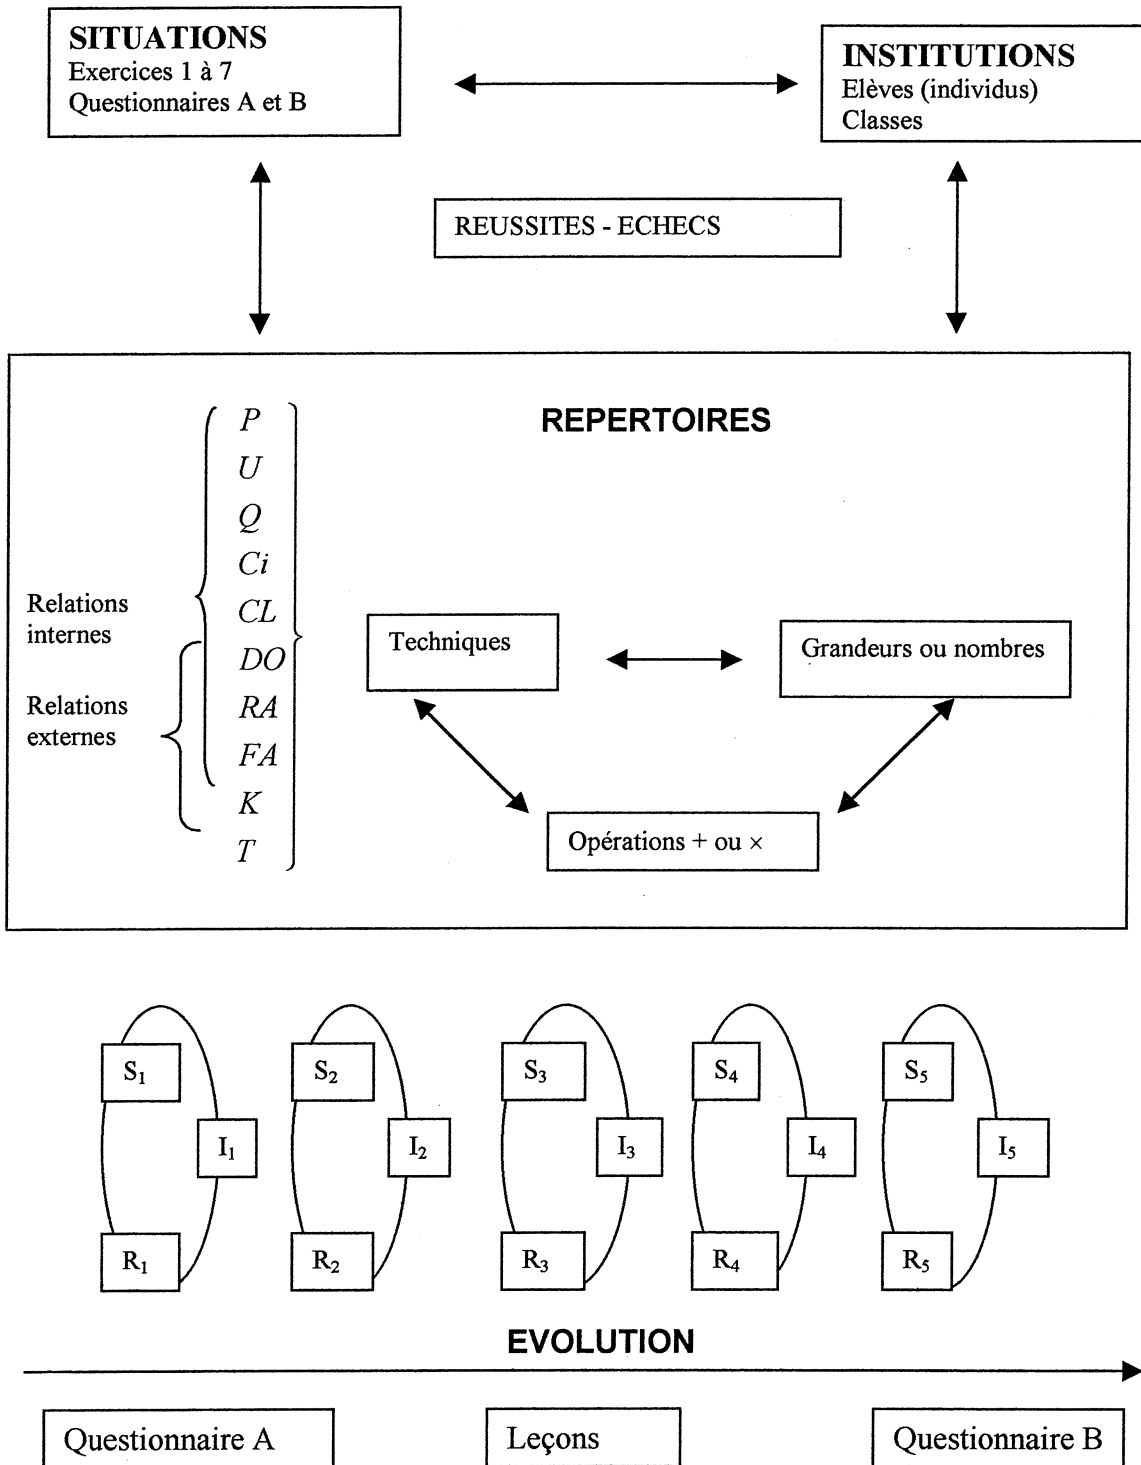 SITUATIONS
Exercices 1 à 7
Questionnaires A et B
INSTITUTIONS
Elèves (individus)
Classes
REUSSITES - ECHECS
REPERTOIRES
P
U
Q
Ci
CL
DO
RA
FA
K
T
Relations
internes
Relations
externes
Techniques
Grandeurs ou nombres
Opérations + ou ×
S₁
S₂
S₃
S₄
S₅
I₁
I₂
I₃
I₄
I₅
R₁
R₂
R₃
R₄
R₅
EVOLUTION
Questionnaire A
Leçons
Questionnaire B